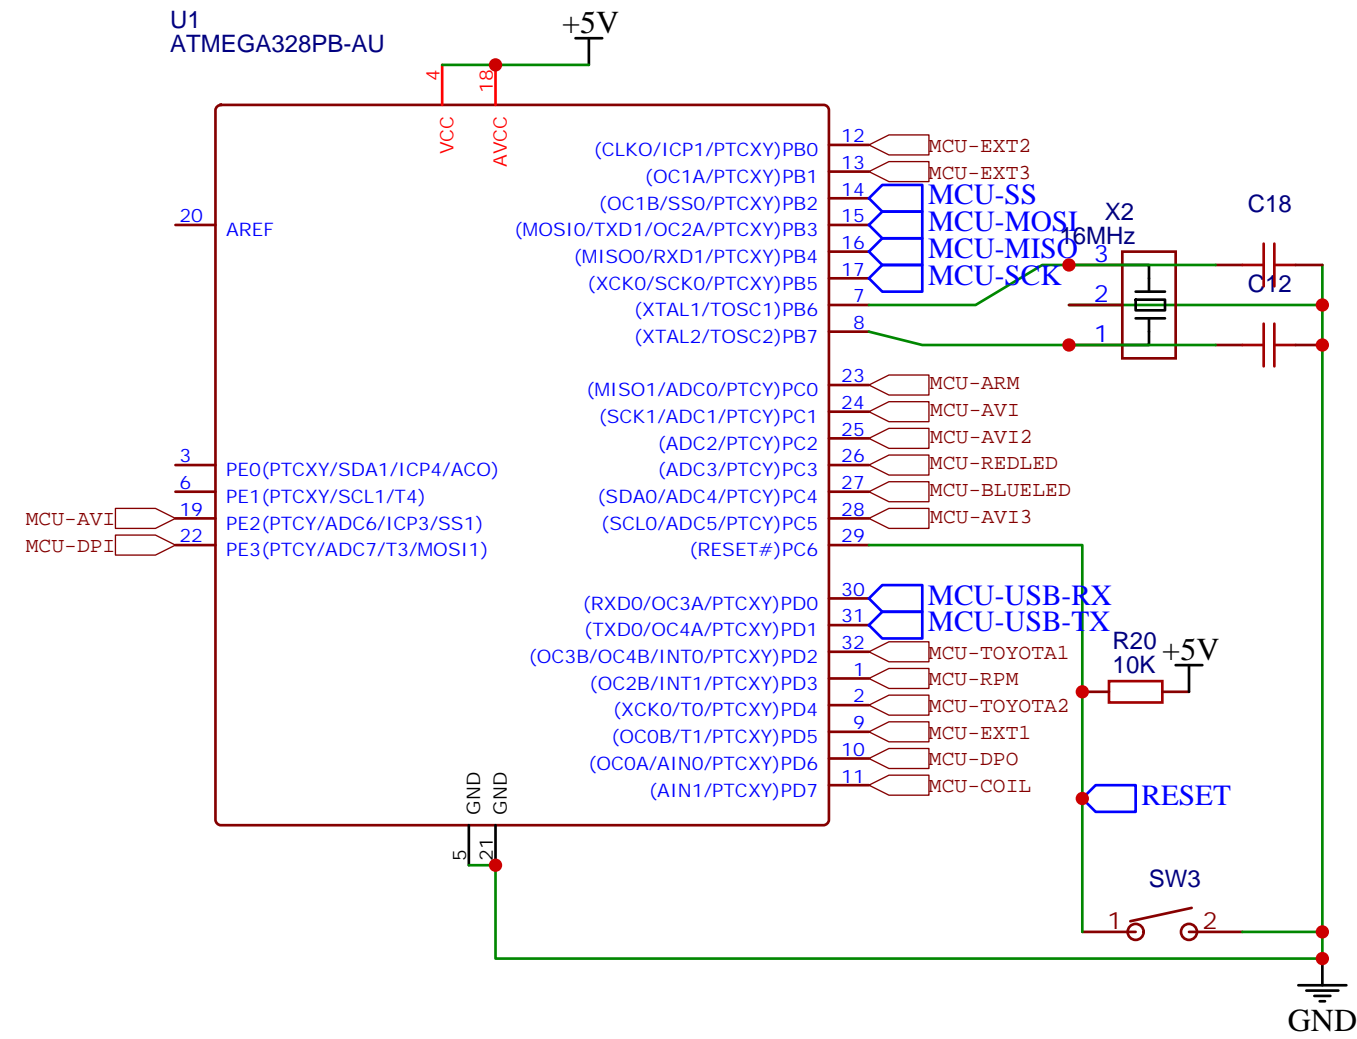 U1
ATMEGA328PB-AU
+5V
4
18
VCC
AVCC
20
AREF
3
PE0(PTCXY/SDA1/ICP4/ACO)
6
PE1(PTCXY/SCL1/T4)
MCU-AVI
19
PE2(PTCY/ADC6/ICP3/SS1)
MCU-DPI
22
PE3(PTCY/ADC7/T3/MOSI1)
(CLKO/ICP1/PTCXY)PB0
12
MCU-EXT2
(OC1A/PTCXY)PB1
13
MCU-EXT3
(OC1B/SS0/PTCXY)PB2
14
MCU-SS
(MOSI0/TXD1/OC2A/PTCXY)PB3
15
MCU-MOSI
(MISO0/RXD1/PTCXY)PB4
16
MCU-MISO
(XCK0/SCK0/PTCXY)PB5
17
MCU-SCK
(XTAL1/TOSC1)PB6
7
(XTAL2/TOSC2)PB7
8
X2
16MHz
3
2
1
C18
C12
(MISO1/ADC0/PTCY)PC0
23
MCU-ARM
(SCK1/ADC1/PTCY)PC1
24
MCU-AVI
(ADC2/PTCY)PC2
25
MCU-AVI2
(ADC3/PTCY)PC3
26
MCU-REDLED
(SDA0/ADC4/PTCY)PC4
27
MCU-BLUELED
(SCL0/ADC5/PTCY)PC5
28
MCU-AVI3
(RESET#)PC6
29
(RXD0/OC3A/PTCXY)PD0
30
MCU-USB-RX
(TXD0/OC4A/PTCXY)PD1
31
MCU-USB-TX
(OC3B/OC4B/INT0/PTCXY)PD2
32
MCU-TOYOTA1
(OC2B/INT1/PTCXY)PD3
1
MCU-RPM
(XCK0/T0/PTCXY)PD4
2
MCU-TOYOTA2
(OC0B/T1/PTCXY)PD5
9
MCU-EXT1
(OC0A/AIN0/PTCXY)PD6
10
MCU-DPO
(AIN1/PTCXY)PD7
11
MCU-COIL
R20
10K
+5V
RESET
GND
GND
5
21
SW3
1
2
GND